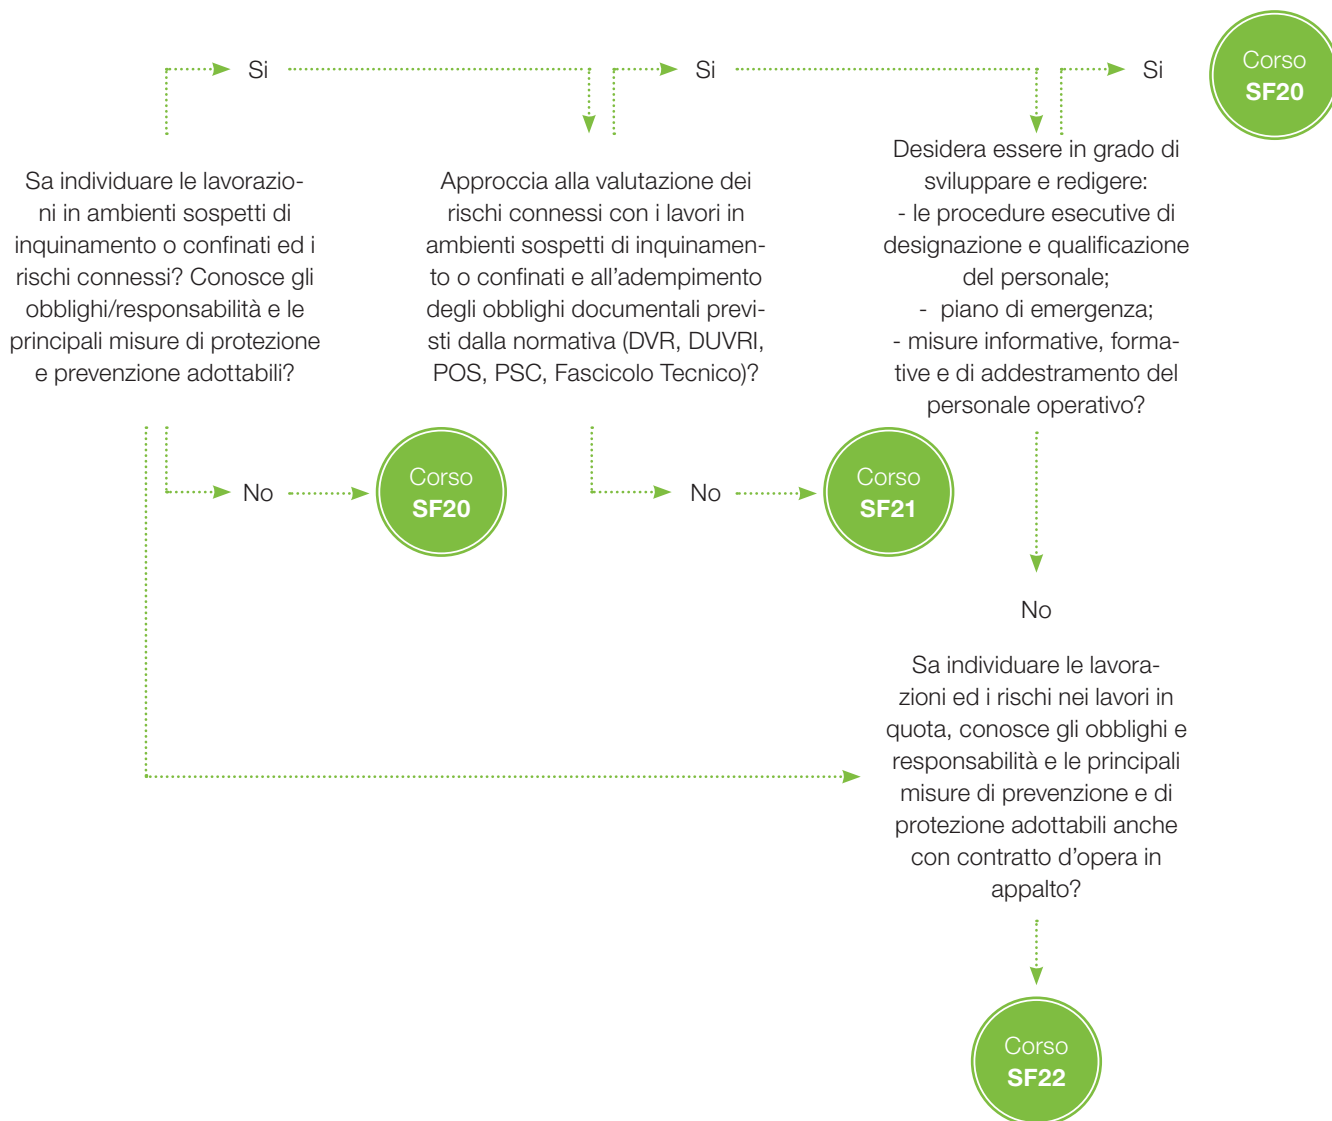 Si
Si
Si
Corso
SF20
Sa individuare le lavorazio-
ni in ambienti sospetti di
inquinamento o confinati ed i
rischi connessi? Conosce gli
obblighi/responsabilità e le
principali misure di protezione
e prevenzione adottabili?
Approccia alla valutazione dei
rischi connessi con i lavori in
ambienti sospetti di inquinamen-
to o confinati e all’adempimento
degli obblighi documentali previ-
sti dalla normativa (DVR, DUVRI,
POS, PSC, Fascicolo Tecnico)?
Desidera essere in grado di
sviluppare e redigere:
- le procedure esecutive di
designazione e qualificazione
del personale;
- piano di emergenza;
- misure informative, forma-
tive e di addestramento del
personale operativo?
No
Corso
SF20
No
Corso
SF21
No
Sa individuare le lavora-
zioni ed i rischi nei lavori in
quota, conosce gli obblighi e
responsabilità e le principali
misure di prevenzione e di
protezione adottabili anche
con contratto d’opera in
appalto?
Corso
SF22